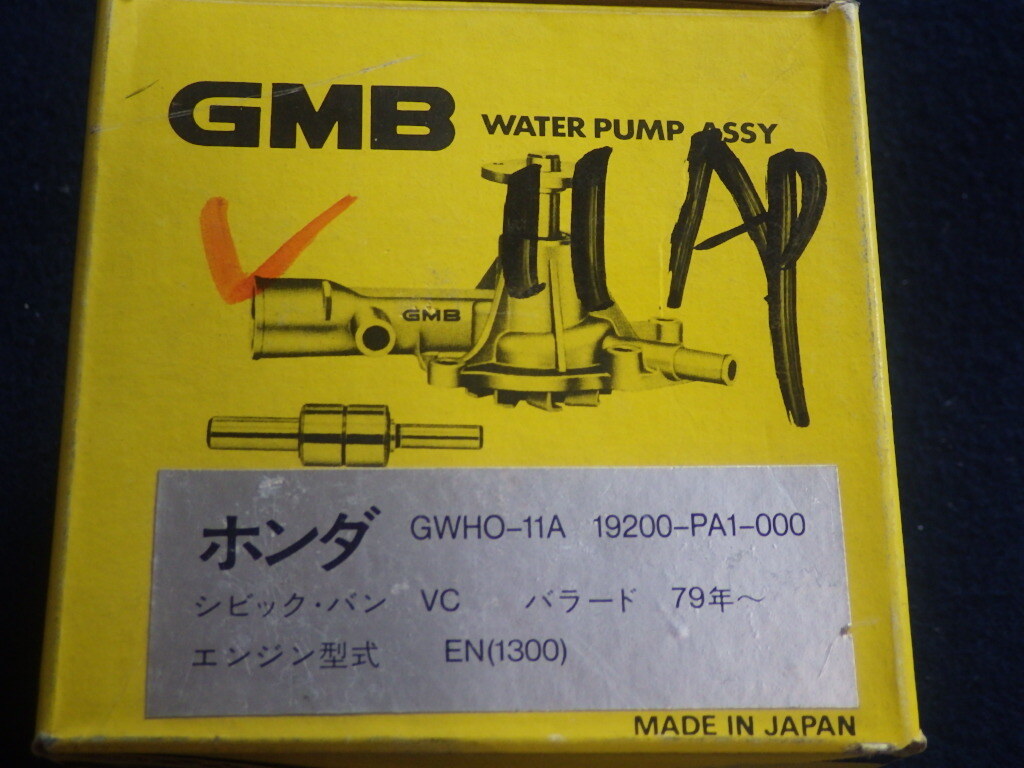 GMB WATER PUMP ASSY
11AP
GMB
ホンダ GWHO-11A 19200-PA1-000
シビック・バン VC バラード 79年~
エンジン型式 EN(1300)
MADE IN JAPAN